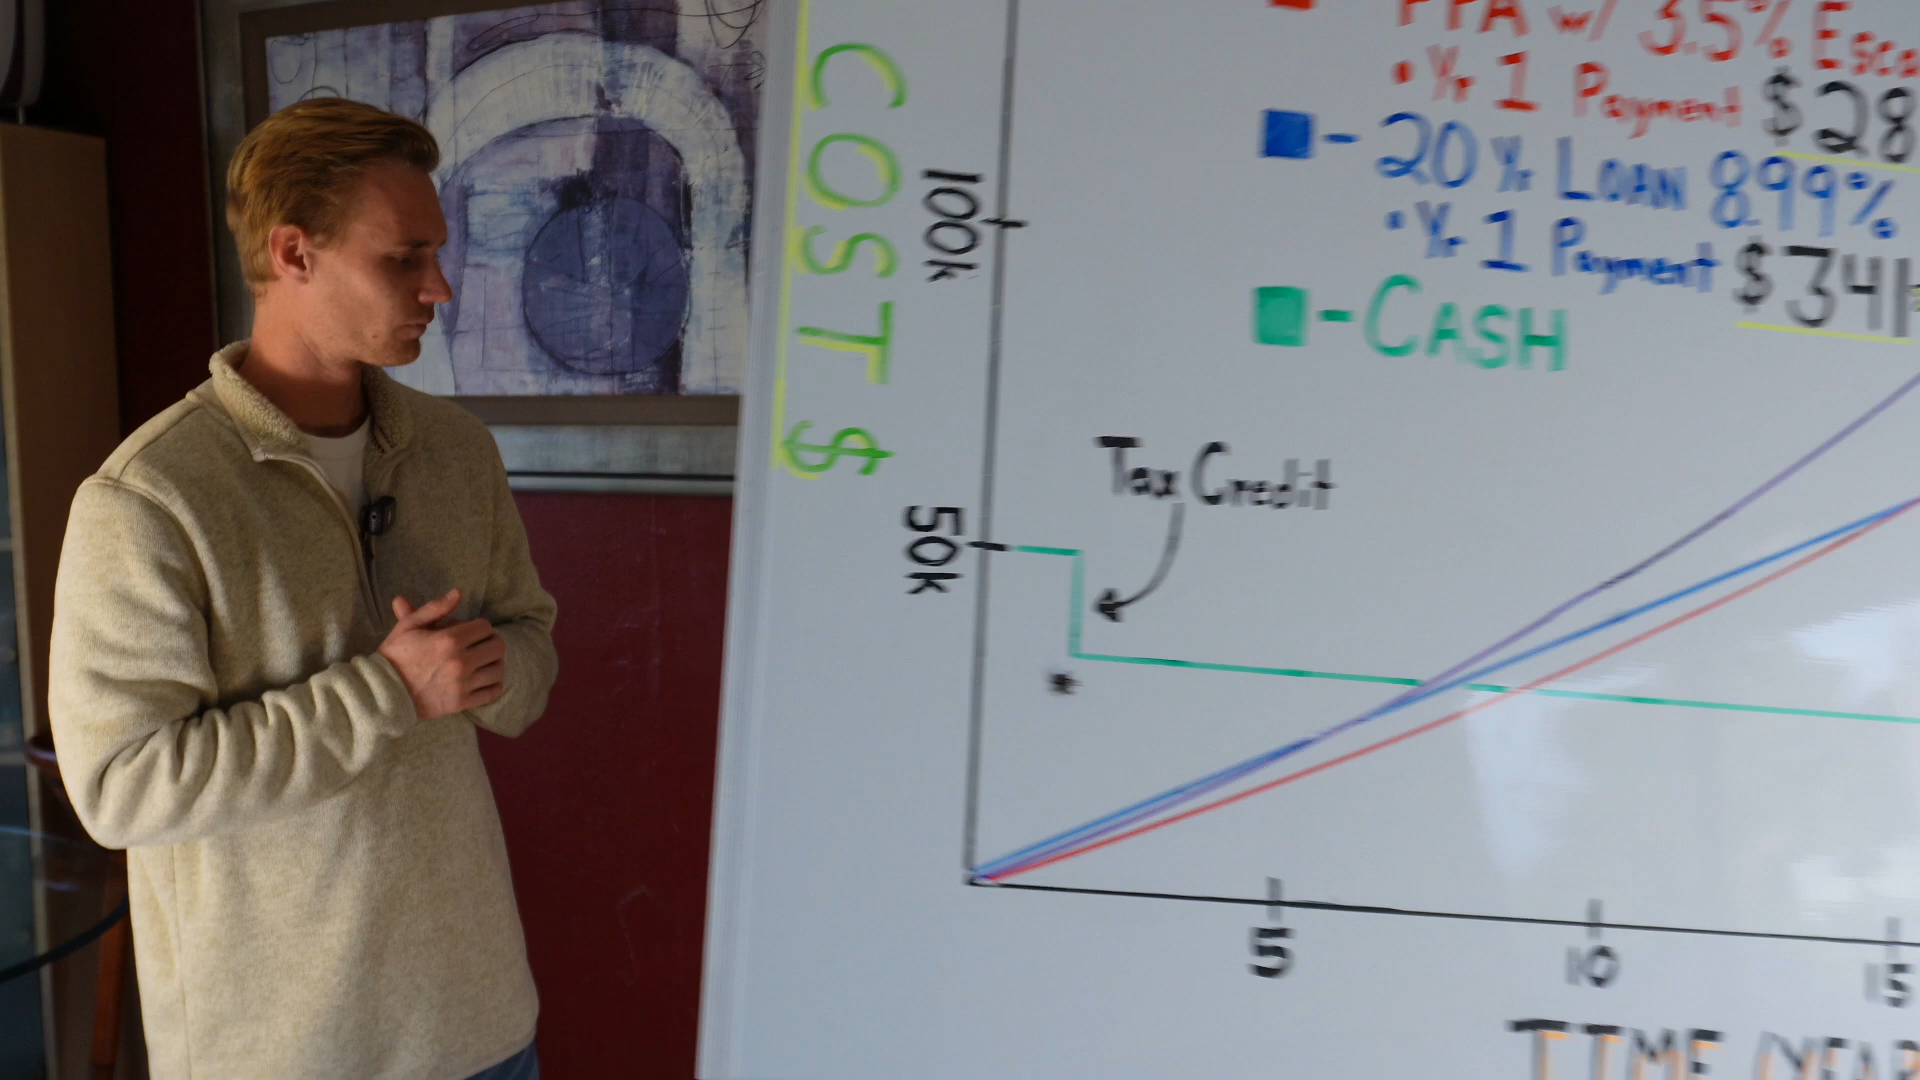 COST $
100k
50k
PPA w/ 3.5% Esca
• Yr 1 Payment $28
- 20 Yr LOAN 8.99%
• Yr 1 Payment $341
- CASH
Tax Credit
*
5
10
15
TIME (YEAR